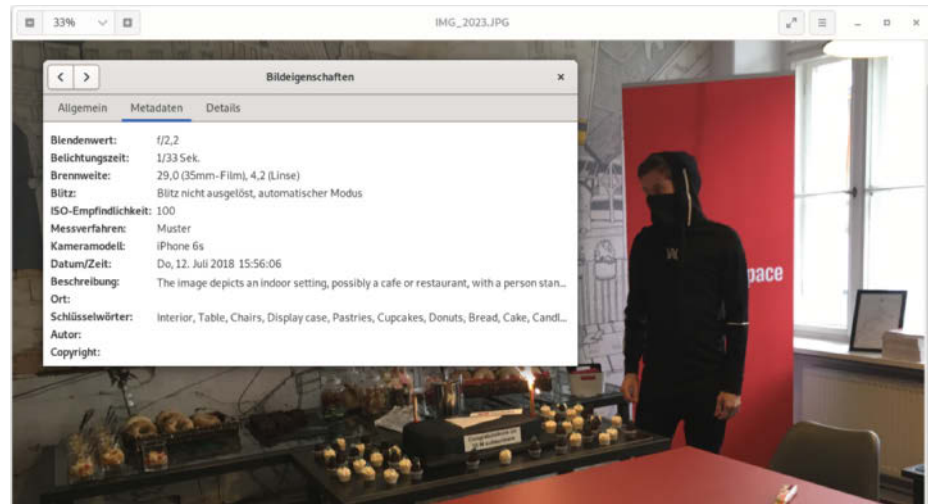 33%
IMG_2023.JPG
Bildeigenschaften
Allgemein Metadaten Details
Blendenwert: f/2,2
Belichtungszeit: 1/33 Sek.
Brennweite: 29,0 (35mm-Film), 4,2 (Linse)
Blitz: Blitz nicht ausgelöst, automatischer Modus
ISO-Empfindlichkeit: 100
Messverfahren: Muster
Kameramodell: iPhone 6s
Datum/Zeit: Do, 12. Juli 2018 15:56:06
Beschreibung: The image depicts an indoor setting, possibly a cafe or restaurant, with a person stan...
Ort:
Schlüsselwörter: Interior, Table, Chairs, Display case, Pastries, Cupcakes, Donuts, Bread, Cake, Candl...
Autor:
Copyright:
pace